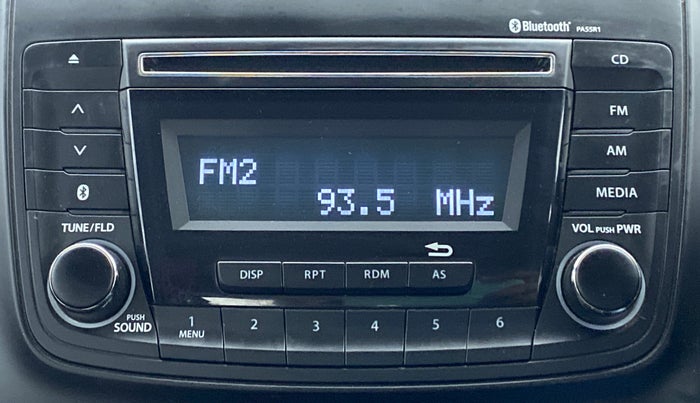 Bluetooth® PA5SR1
CD
FM
AM
MEDIA
FM2
93.5 MHz
TUNE/FLD
VOL PUSH PWR
DISP RPT RDM AS
PUSH
SOUND
1 2 3 4 5 6
MENU